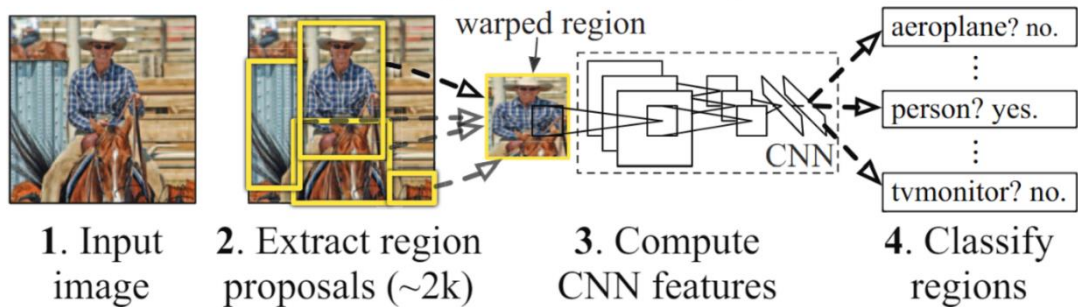 warped region
aeroplane? no.
⋮
person? yes.
⋮
tvmonitor? no.
CNN
1. Input
image
2. Extract region
proposals (~2k)
3. Compute
CNN features
4. Classify
regions